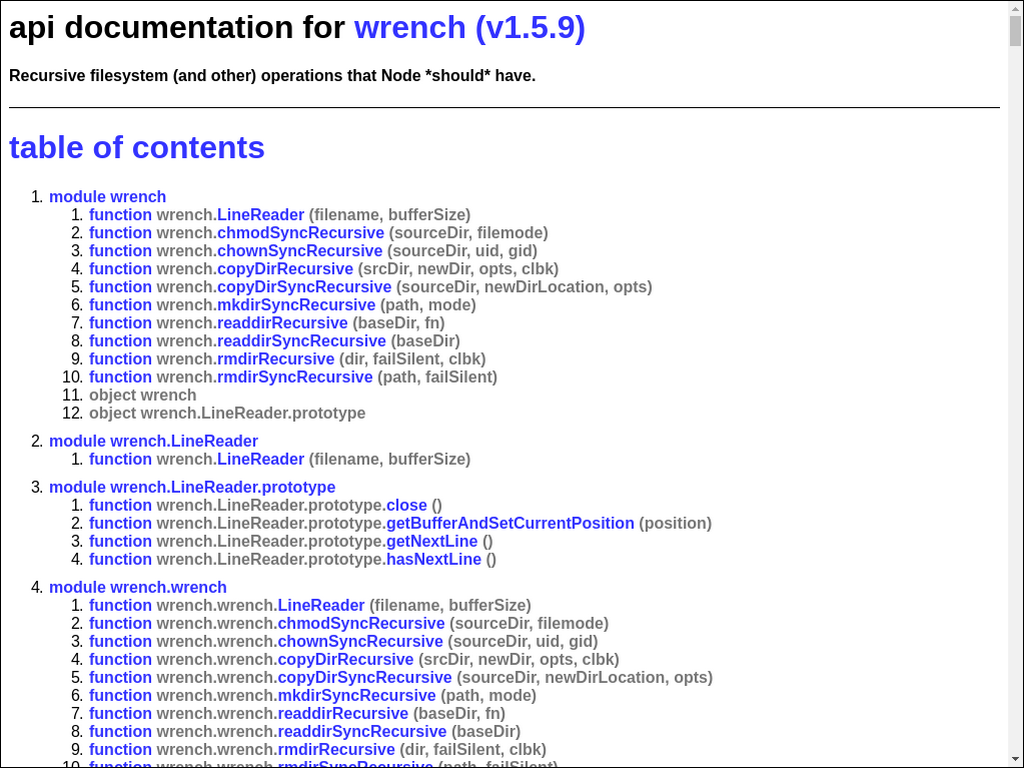 api documentation for wrench (v1.5.9)
Recursive filesystem (and other) operations that Node *should* have.
table of contents
1. module wrench
1. function wrench.LineReader (filename, bufferSize)
2. function wrench.chmodSyncRecursive (sourceDir, filemode)
3. function wrench.chownSyncRecursive (sourceDir, uid, gid)
4. function wrench.copyDirRecursive (srcDir, newDir, opts, clbk)
5. function wrench.copyDirSyncRecursive (sourceDir, newDirLocation, opts)
6. function wrench.mkdirSyncRecursive (path, mode)
7. function wrench.readdirRecursive (baseDir, fn)
8. function wrench.readdirSyncRecursive (baseDir)
9. function wrench.rmdirRecursive (dir, failSilent, clbk)
10. function wrench.rmdirSyncRecursive (path, failSilent)
11. object wrench
12. object wrench.LineReader.prototype
2. module wrench.LineReader
1. function wrench.LineReader (filename, bufferSize)
3. module wrench.LineReader.prototype
1. function wrench.LineReader.prototype.close ()
2. function wrench.LineReader.prototype.getBufferAndSetCurrentPosition (position)
3. function wrench.LineReader.prototype.getNextLine ()
4. function wrench.LineReader.prototype.hasNextLine ()
4. module wrench.wrench
1. function wrench.wrench.LineReader (filename, bufferSize)
2. function wrench.wrench.chmodSyncRecursive (sourceDir, filemode)
3. function wrench.wrench.chownSyncRecursive (sourceDir, uid, gid)
4. function wrench.wrench.copyDirRecursive (srcDir, newDir, opts, clbk)
5. function wrench.wrench.copyDirSyncRecursive (sourceDir, newDirLocation, opts)
6. function wrench.wrench.mkdirSyncRecursive (path, mode)
7. function wrench.wrench.readdirRecursive (baseDir, fn)
8. function wrench.wrench.readdirSyncRecursive (baseDir)
9. function wrench.wrench.rmdirRecursive (dir, failSilent, clbk)
10. function wrench.wrench.rmdirSyncRecursive (path, failSilent)